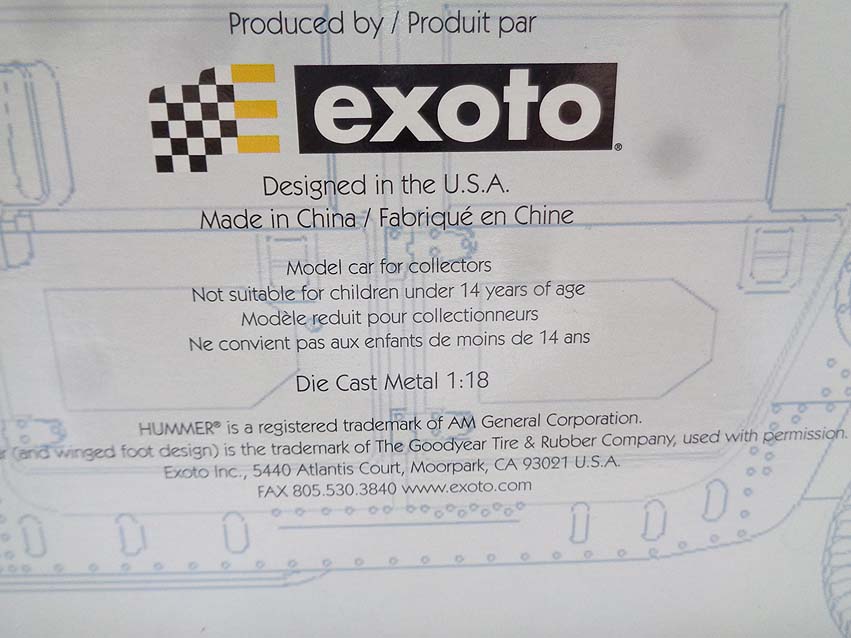 Produced by / Produit par
exoto®
Designed in the U.S.A.
Made in China / Fabriqué en Chine
Model car for collectors
Not suitable for children under 14 years of age
Modèle reduit pour collectionneurs
Ne convient pas aux enfants de moins de 14 ans
Die Cast Metal 1:18
HUMMER® is a registered trademark of AM General Corporation.
(and winged foot design) is the trademark of The Goodyear Tire & Rubber Company, used with permission.
Exoto Inc., 5440 Atlantis Court, Moorpark, CA 93021 U.S.A.
FAX 805.530.3840 www.exoto.com